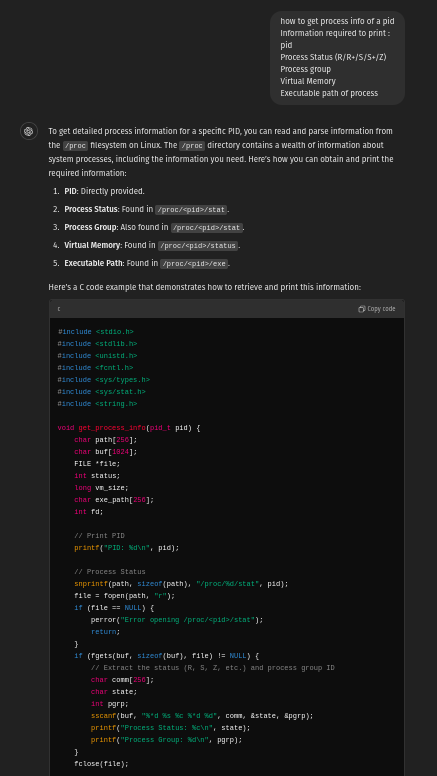 how to get process info of a pid
Information required to print :
pid
Process Status (R/R+/S/S+/Z)
Process group
Virtual Memory
Executable path of process
To get detailed process information for a specific PID, you can read and parse information from
the /proc filesystem on Linux. The /proc directory contains a wealth of information about
system processes, including the information you need. Here's how you can obtain and print the
required information:
1. PID: Directly provided.
2. Process Status: Found in /proc/<pid>/stat.
3. Process Group: Also found in /proc/<pid>/stat.
4. Virtual Memory: Found in /proc/<pid>/status.
5. Executable Path: Found in /proc/<pid>/exe.
Here's a C code example that demonstrates how to retrieve and print this information:
c Copy code
#include <stdio.h>
#include <stdlib.h>
#include <unistd.h>
#include <fcntl.h>
#include <sys/types.h>
#include <sys/stat.h>
#include <string.h>
void get_process_info(pid_t pid) {
char path[256];
char buf[1024];
FILE *file;
int status;
long vm_size;
char exe_path[256];
int fd;
// Print PID
printf("PID: %d\n", pid);
// Process Status
snprintf(path, sizeof(path), "/proc/%d/stat", pid);
file = fopen(path, "r");
if (file == NULL) {
perror("Error opening /proc/<pid>/stat");
return;
}
if (fgets(buf, sizeof(buf), file) != NULL) {
// Extract the status (R, S, Z, etc.) and process group ID
char comm[256];
char state;
int pgrp;
sscanf(buf, "%*d %s %c %*d %d", comm, &state, &pgrp);
printf("Process Status: %c\n", state);
printf("Process Group: %d\n", pgrp);
}
fclose(file);